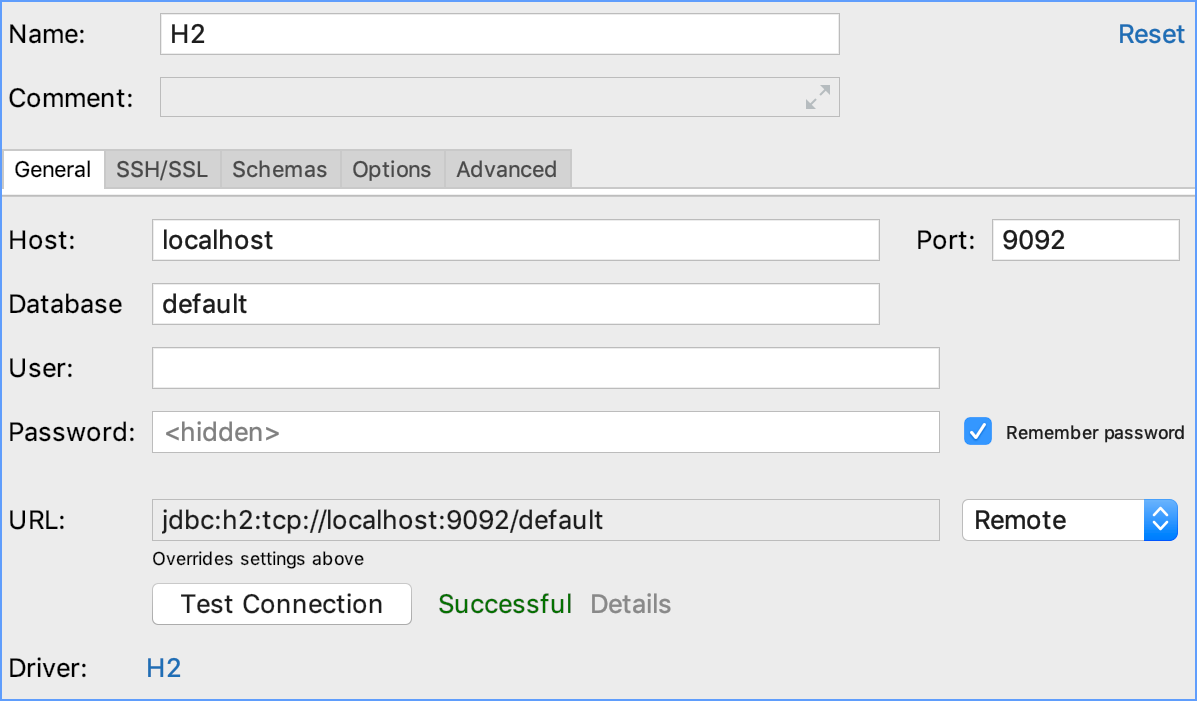 Name: H2 Reset
Comment:
General SSH/SSL Schemas Options Advanced
Host: localhost Port: 9092
Database default
User:
Password: <hidden> Remember password
URL: jdbc:h2:tcp://localhost:9092/default Remote
Overrides settings above
Test Connection Successful Details
Driver: H2